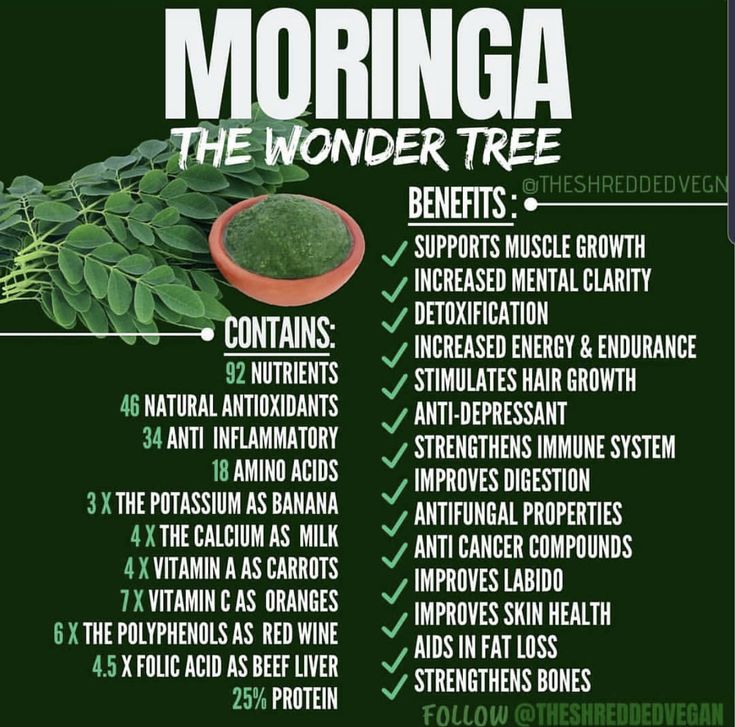 MORINGA
THE WONDER TREE
@THESHREDDEDVEGN
BENEFITS:
SUPPORTS MUSCLE GROWTH
INCREASED MENTAL CLARITY
DETOXIFICATION
INCREASED ENERGY & ENDURANCE
STIMULATES HAIR GROWTH
ANTI-DEPRESSANT
STRENGTHENS IMMUNE SYSTEM
IMPROVES DIGESTION
ANTIFUNGAL PROPERTIES
ANTI CANCER COMPOUNDS
IMPROVES LABIDO
IMPROVES SKIN HEALTH
AIDS IN FAT LOSS
STRENGTHENS BONES
CONTAINS:
92 NUTRIENTS
46 NATURAL ANTIOXIDANTS
34 ANTI INFLAMMATORY
18 AMINO ACIDS
3 X THE POTASSIUM AS BANANA
4 X THE CALCIUM AS MILK
4 X VITAMIN A AS CARROTS
7 X VITAMIN C AS ORANGES
6 X THE POLYPHENOLS AS RED WINE
4.5 X FOLIC ACID AS BEEF LIVER
25% PROTEIN
FOLLOW @THESHREDDEDVEGAN